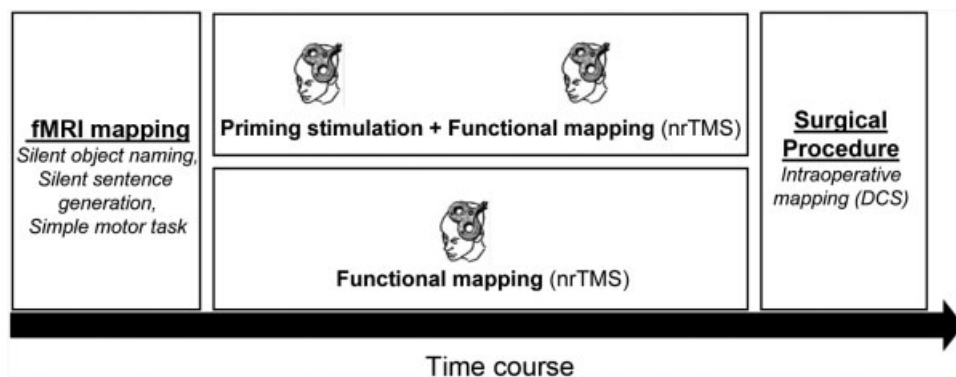 fMRI mapping
Silent object naming,
Silent sentence
generation,
Simple motor task
Priming stimulation + Functional mapping (nrTMS)
Functional mapping (nrTMS)
Surgical
Procedure
Intraoperative
mapping (DCS)
Time course